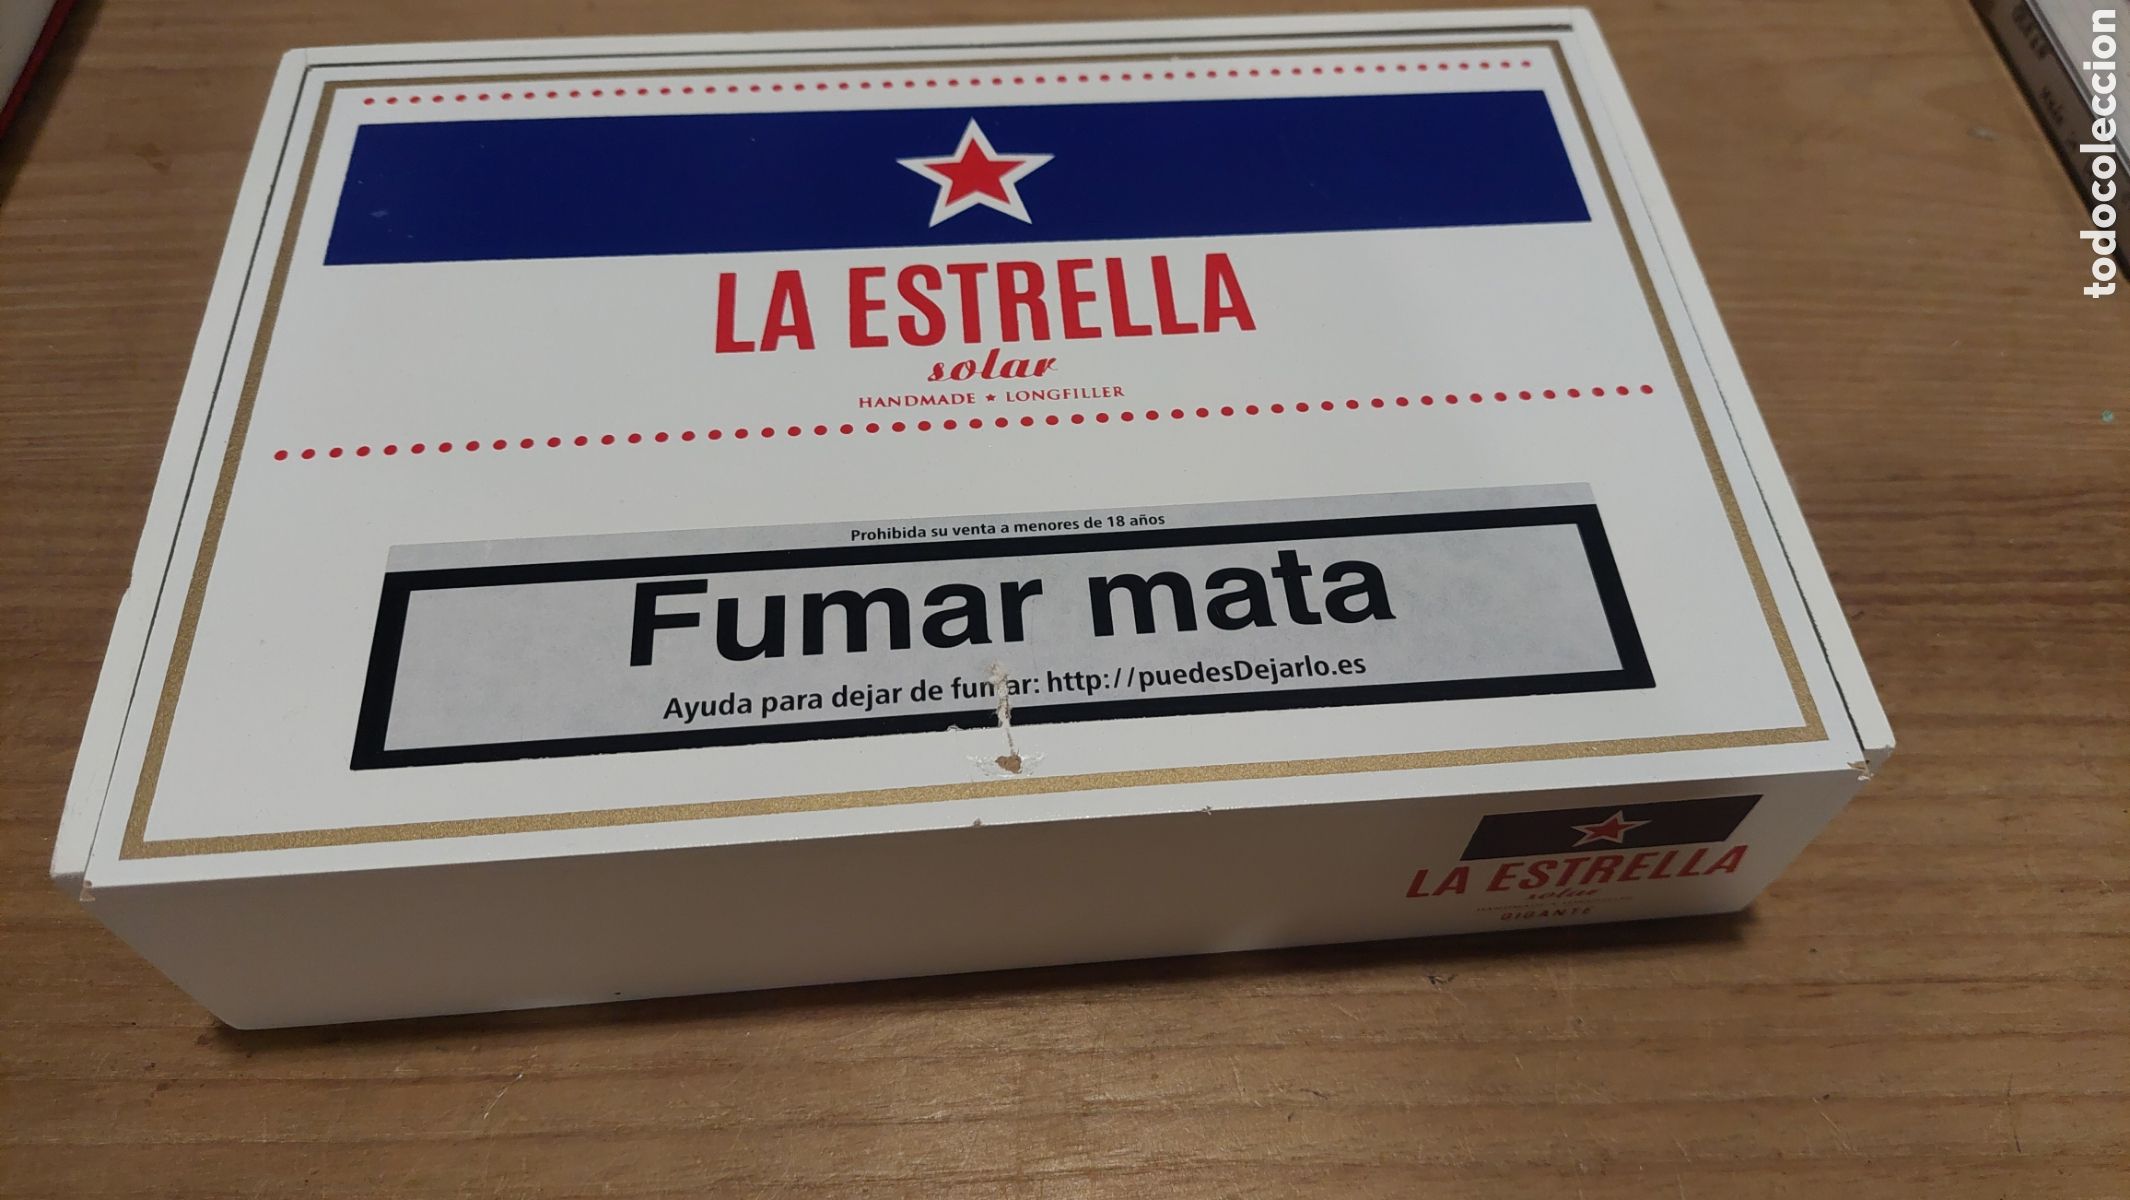 LA ESTRELLA
solar
HANDMADE ★ LONGFILLER
Prohibida su venta a menores de 18 años
Fumar mata
Ayuda para dejar de fumar: http://puedesDejarlo.es
LA ESTRELLA
solar
GIGANTE
todocoleccion